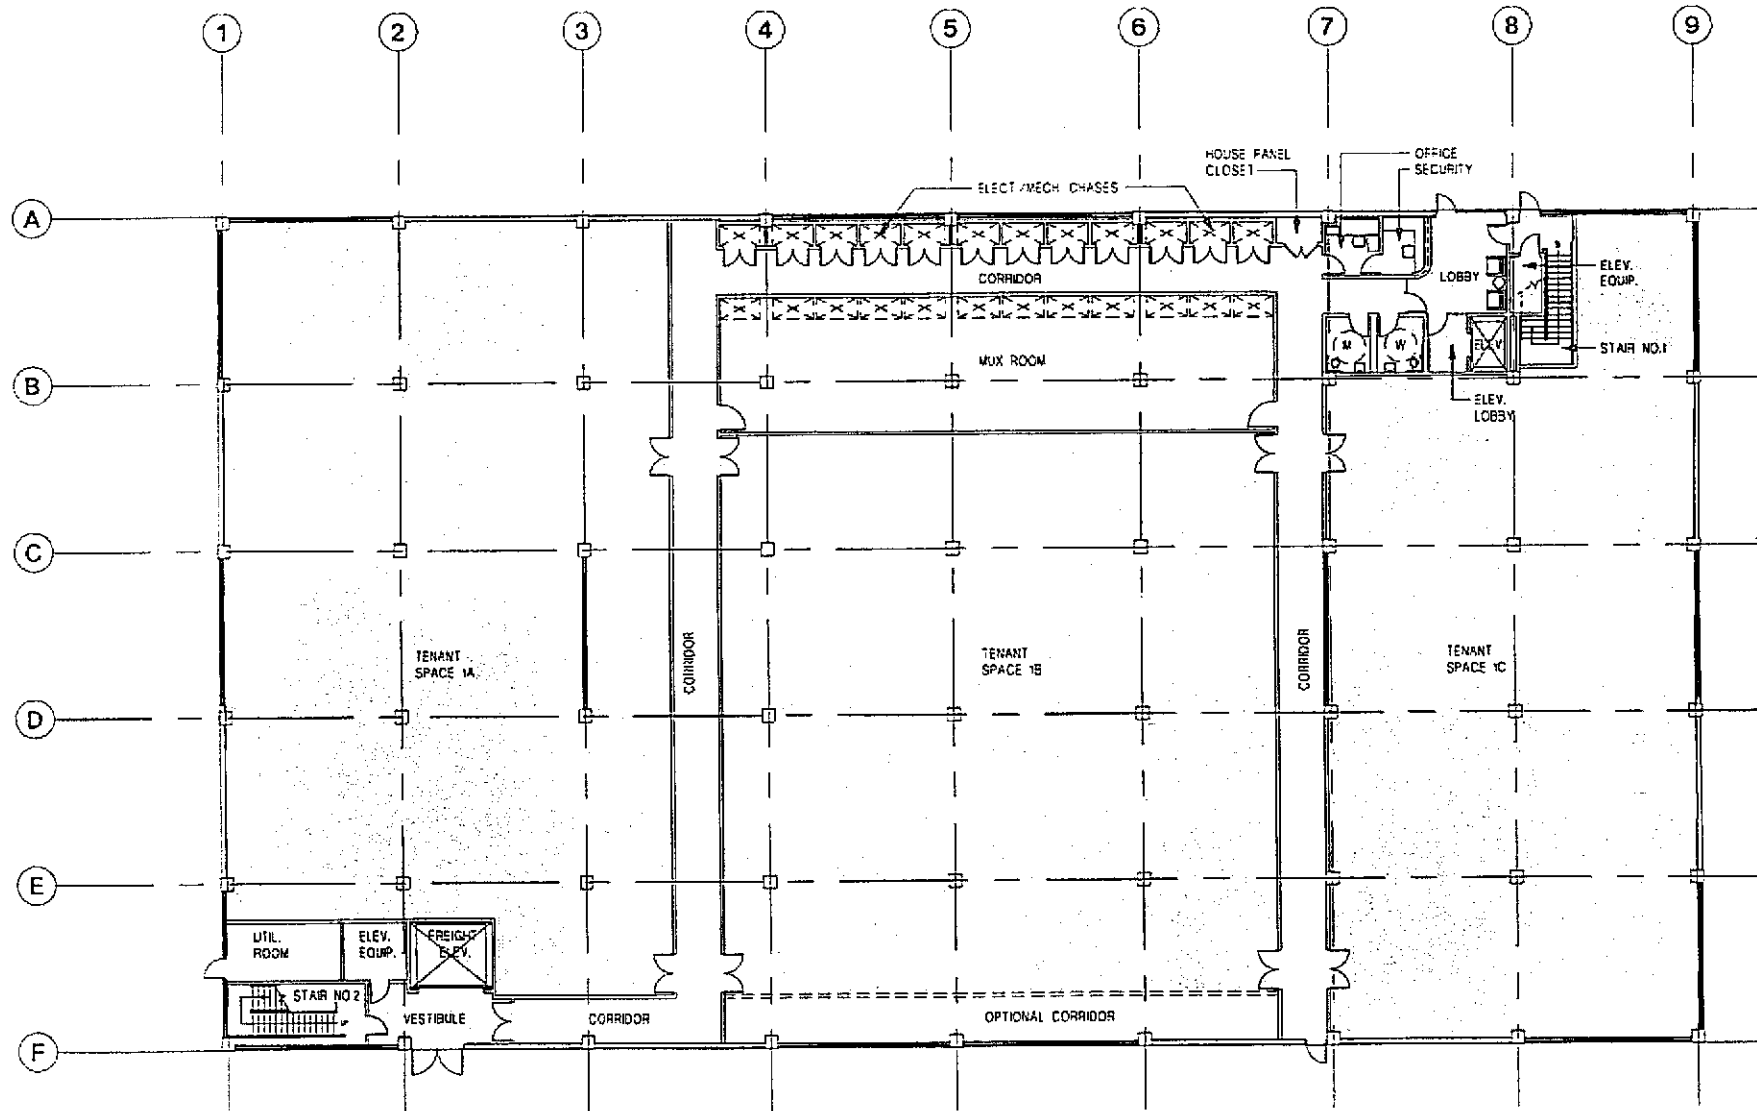 1 2 3 4 5 6 7 8 9
HOUSE PANEL
CLOSET
OFFICE
SECURITY
ELECT./MECH. CHASES
A
CORRIDOR
LOBBY
ELEV.
EQUIP.
M
W
ELEV.
STAIR NO.1
MUX ROOM
B
ELEV.
LOBBY
C
TENANT
SPACE 1A
CORRIDOR
TENANT
SPACE 1B
CORRIDOR
TENANT
SPACE 1C
D
E
UTIL.
ROOM
ELEV.
EQUIP.
FREIGHT
ELEV.
STAIR NO 2
UP
VESTIBULE
CORRIDOR
OPTIONAL CORRIDOR
F